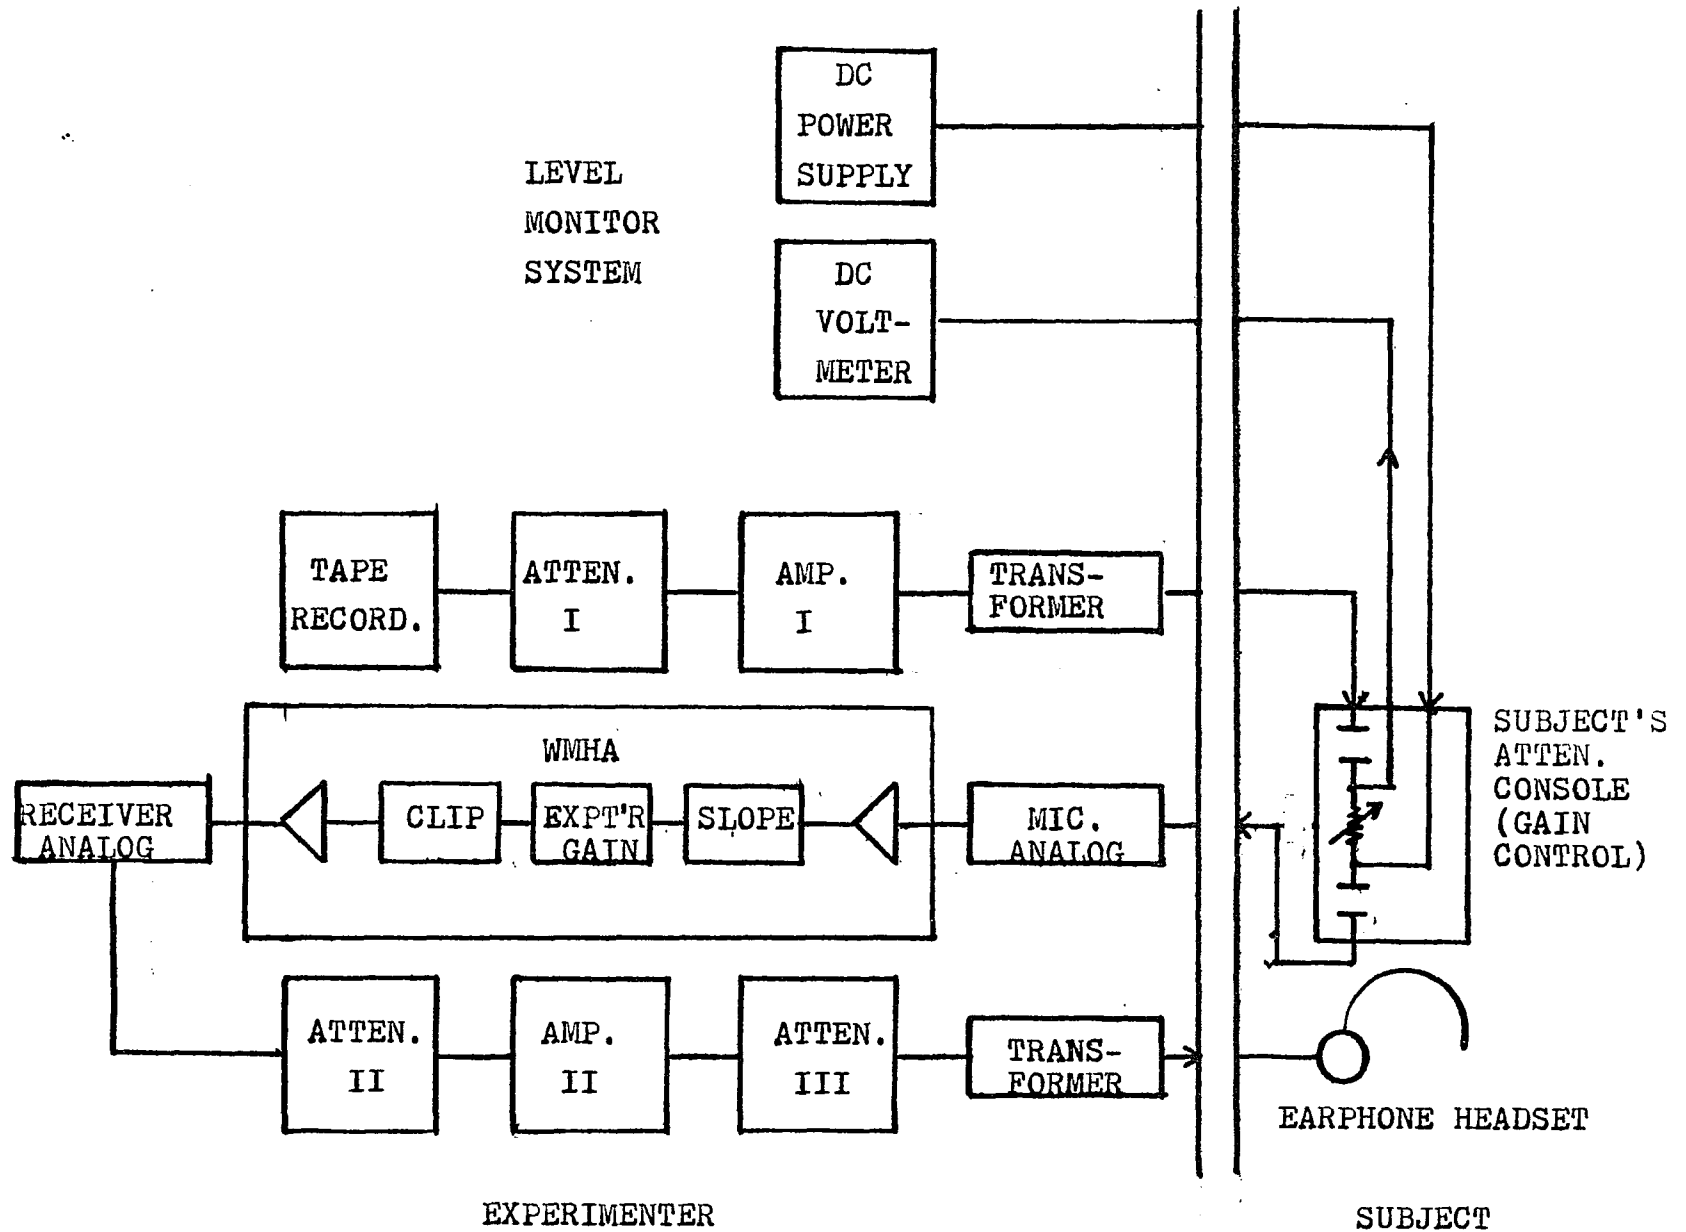 DC
POWER
SUPPLY
LEVEL
MONITOR
SYSTEM
DC
VOLT-
METER
TAPE
RECORD.
ATTEN.
I
AMP.
I
TRANS-
FORMER
SUBJECT'S
ATTEN.
CONSOLE
(GAIN
CONTROL)
WMHA
RECEIVER
ANALOG
CLIP
EXPT'R
GAIN
SLOPE
MIC.
ANALOG
ATTEN.
II
AMP.
II
ATTEN.
III
TRANS-
FORMER
EARPHONE HEADSET
EXPERIMENTER
SUBJECT